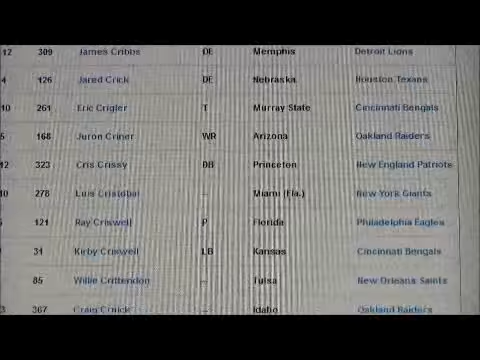 12 309 James Cribbs DE Memphis Detroit Lions
4 126 Jared Crick DE Nebraska Houston Texans
10 261 Eric Crigler T Murray State Cincinnati Bengals
5 168 Juron Criner WR Arizona Oakland Raiders
12 323 Cris Crissy DB Princeton New England Patriots
10 278 Luis Cristobal -- Miami (Fla.) New York Giants
121 Ray Criswell P Florida Philadelphia Eagles
31 Kirby Criswell LB Kansas Cincinnati Bengals
85 Willie Crittendon -- Tulsa New Orleans Saints
3 367 Craig Crnick -- Idaho Oakland Raiders